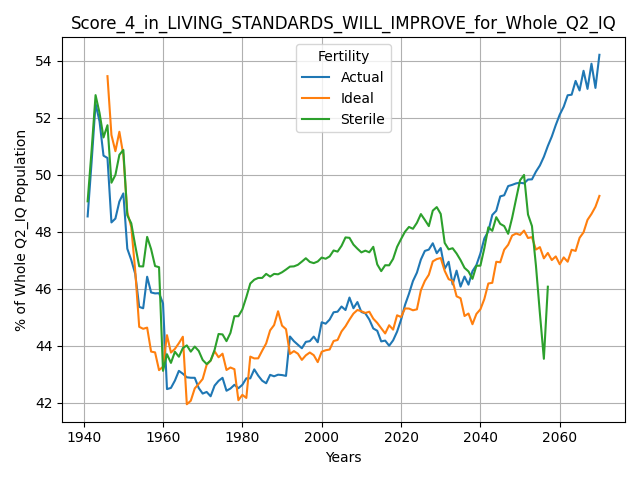 Score_4_in_LIVING_STANDARDS_WILL_IMPROVE_for_Whole_Q2_IQ
Fertility
Actual
Ideal
Sterile
% of Whole Q2_IQ Population
54
52
50
48
46
44
42
1940
1960
1980
2000
2020
2040
2060
Years